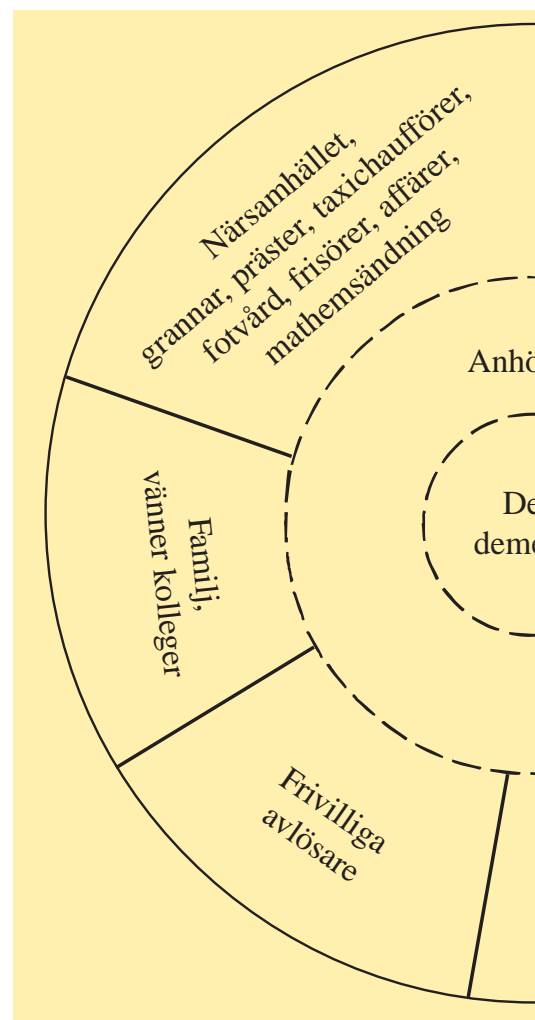 Närsamhället,
grannar, präster, taxichaufförer,
fotvård, frisörer, affärer,
mathemsändning
Familj,
vänner kolleger
Frivilliga
avlösare
Anhö
De
deme